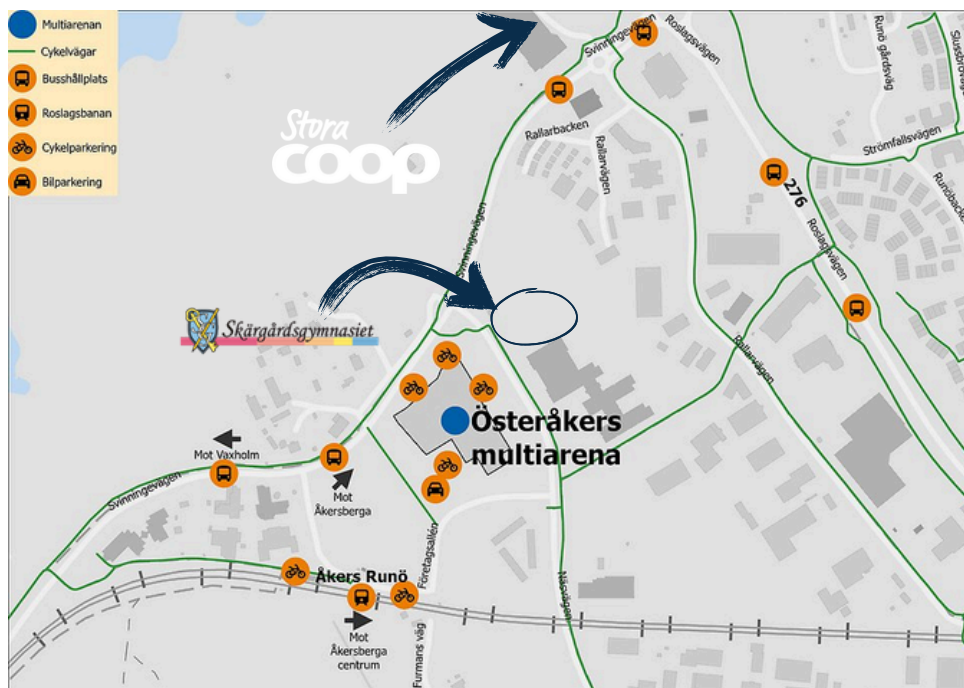 Multiarenan
Cykelvägar
Busshållplats
Roslagsbanan
Cykelparkering
Bilparkering
Stora
coop
Svinningevägen
Roslagsvägen
Runö gårdsväg
Slussbrovägen
Rallarbacken
Rallarvägen
Strömfallsvägen
Runöbacken
276
Roslagsvägen
Svinningevägen
Skärgårdsgymnasiet
Rallarvägen
Österåkers
multiarena
Mot Vaxholm
Svinningevägen
Mot
Åkersberga
Företagsallén
Åkers Runö
Näsvägen
Mot
Åkersberga
centrum
Furmans väg